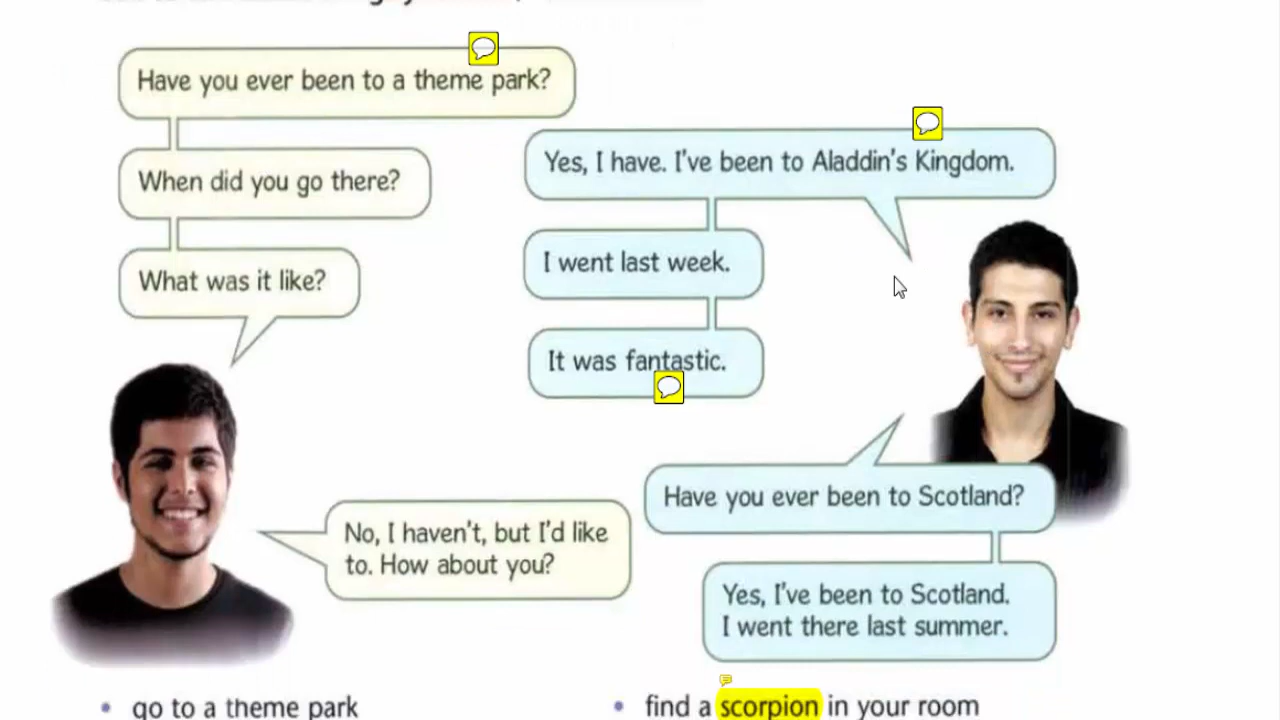 Have you ever been to a theme park?
When did you go there?
What was it like?
Yes, I have. I've been to Aladdin's Kingdom.
I went last week.
It was fantastic.
Have you ever been to Scotland?
No, I haven't, but I'd like
to. How about you?
Yes, I've been to Scotland.
I went there last summer.
• go to a theme park
• find a scorpion in your room